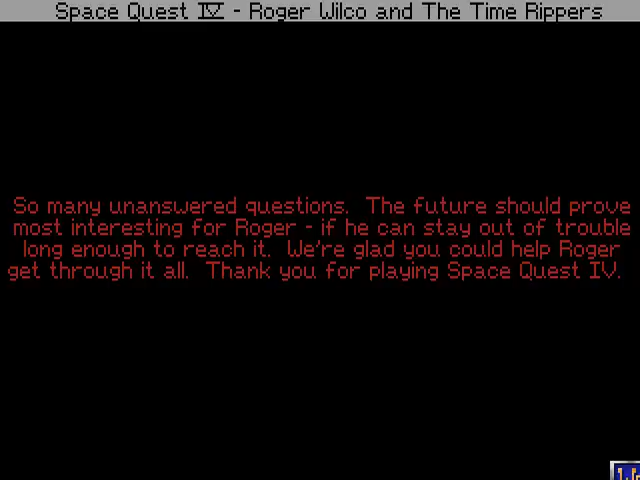 Space Quest IV - Roger Wilco and The Time Rippers
So many unanswered questions. The future should prove
most interesting for Roger - if he can stay out of trouble
long enough to reach it. We're glad you could help Roger
get through it all. Thank you for playing Space Quest IV.